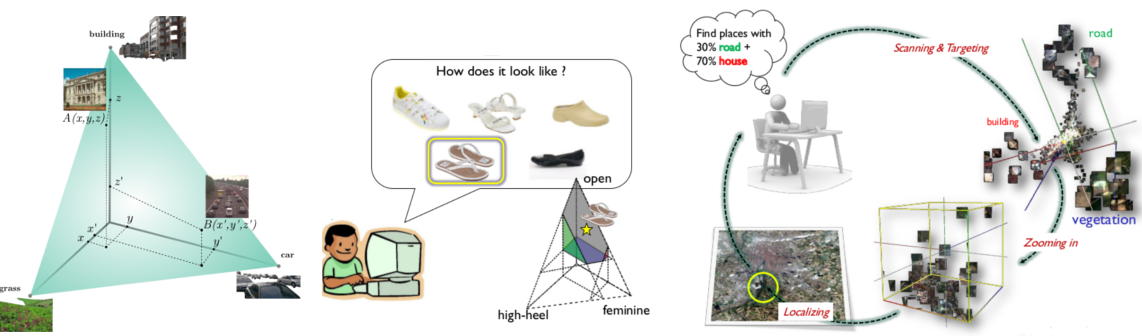 building
z
A(x,y,z)
z'
B(x',y',z')
x'
y
x
y'
car
grass
How does it look like ?
open
high-heel
feminine
Find places with
30% road +
70% house
Scanning & Targeting
road
building
vegetation
Zooming in
Localizing